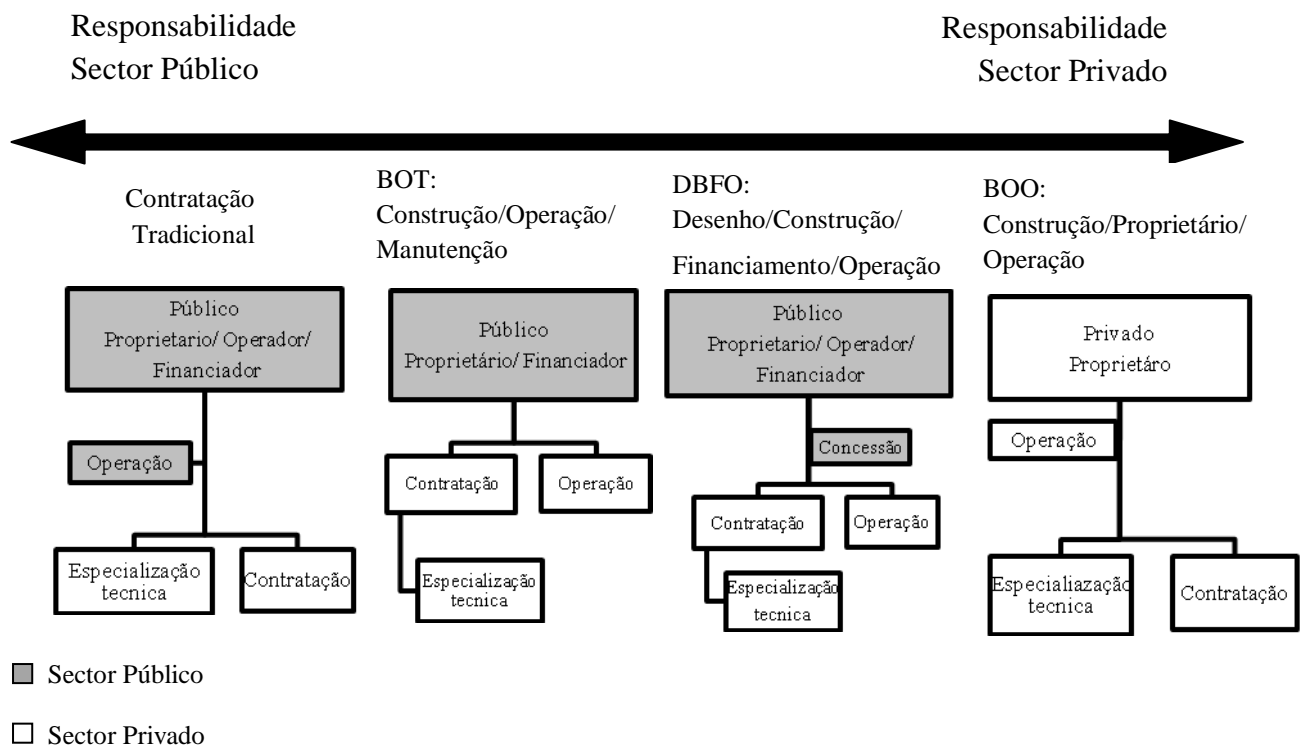 Responsabilidade
Sector Público
Responsabilidade
Sector Privado
Contratação
Tradicional
BOT:
Construção/Operação/
Manutenção
DBFO:
Desenho/Construção/
Financiamento/Operação
BOO:
Construção/Proprietário/
Operação
Público
Proprietario/ Operador/
Financiador
Operação
Especialização
tecnica
Contratação
Público
Proprietário/ Financiador
Contratação
Operação
Especialização
tecnica
Público
Proprietario/ Operador/
Financiador
Concessão
Contratação
Operação
Especialização
tecnica
Privado
Proprietáro
Operação
Especialiazação
tecnica
Contratação
Sector Público
Sector Privado